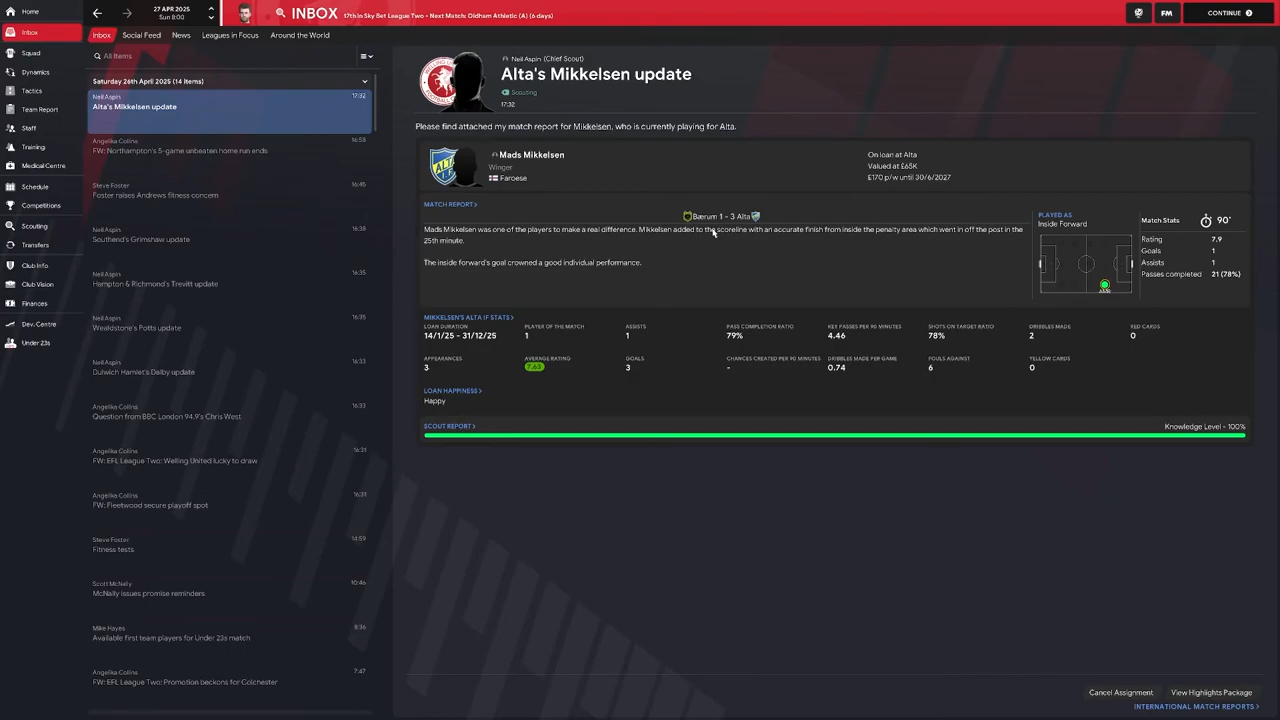 Home
27 APR 2025
Sun 8:00
INBOX
17th in Sky Bet League Two • Next Match: Oldham Athletic (A) (6 days)
FM
CONTINUE
Inbox
Squad
Dynamics
Tactics
Team Report
Staff
Training
Medical Centre
Schedule
Competitions
Scouting
Transfers
Club Info
Club Vision
Finances
Dev. Centre
Under 23s
Inbox
Social Feed
News
Leagues in Focus
Around the World
All Items
Saturday 26th April 2025 (14 Items)
Neil Aspin
17:32
Alta's Mikkelsen update
Angelika Collins
16:58
FW: Northampton's 5-game unbeaten home run ends
Steve Foster
16:45
Foster raises Andrews fitness concern
Neil Aspin
16:38
Southend's Grimshaw update
Neil Aspin
16:35
Hampton & Richmond's Trevitt update
Neil Aspin
16:35
Wealdstone's Potts update
Neil Aspin
16:33
Dulwich Hamlet's Dalby update
Angelika Collins
16:33
Question from BBC London 94.9's Chris West
Angelika Collins
16:31
FW: EFL League Two: Welling United lucky to draw
Angelika Collins
16:31
FW: Fleetwood secure playoff spot
Steve Foster
14:59
Fitness tests
Scott McNally
10:46
McNally issues promise reminders
Mike Hayes
8:36
Available first team players for Under 23s match
Angelika Collins
7:47
FW: EFL League Two: Promotion beckons for Colchester
Neil Aspin (Chief Scout)
Alta's Mikkelsen update
Scouting
17:32
Please find attached my match report for Mikkelsen, who is currently playing for Alta.
Mads Mikkelsen
Winger
Faroese
On loan at Alta
Valued at £65K
£170 p/w until 30/6/2027
MATCH REPORT >
Bærum 1 - 3 Alta
Mads Mikkelsen was one of the players to make a real difference. Mikkelsen added to the scoreline with an accurate finish from inside the penalty area which went in off the post in the
25th minute.
The inside forward's goal crowned a good individual performance.
PLAYED AS
Inside Forward
Match Stats
90'
Rating 7.9
Goals 1
Assists 1
Passes completed 21 (78%)
MIKKELSEN'S ALTA IF STATS >
LOAN DURATION PLAYER OF THE MATCH ASSISTS PASS COMPLETION RATIO KEY PASSES PER 90 MINUTES SHOTS ON TARGET RATIO DRIBBLES MADE RED CARDS
14/1/25 - 31/12/25 1 1 79% 4.46 78% 2 0
APPEARANCES AVERAGE RATING GOALS CHANCES CREATED PER 90 MINUTES DRIBBLES MADE PER GAME FOULS AGAINST YELLOW CARDS
3 7.63 3 - 0.74 6 0
LOAN HAPPINESS >
Happy
SCOUT REPORT >
Knowledge Level - 100%
Cancel Assignment
View Highlights Package
INTERNATIONAL MATCH REPORTS >